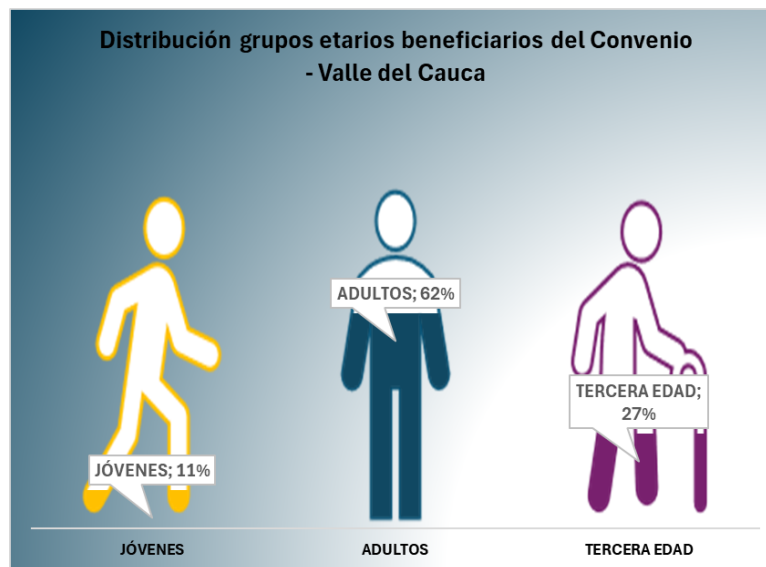 Distribución grupos etarios beneficiarios del Convenio
- Valle del Cauca
ADULTOS; 62%
TERCERA EDAD;
27%
JÓVENES; 11%
JÓVENES
ADULTOS
TERCERA EDAD